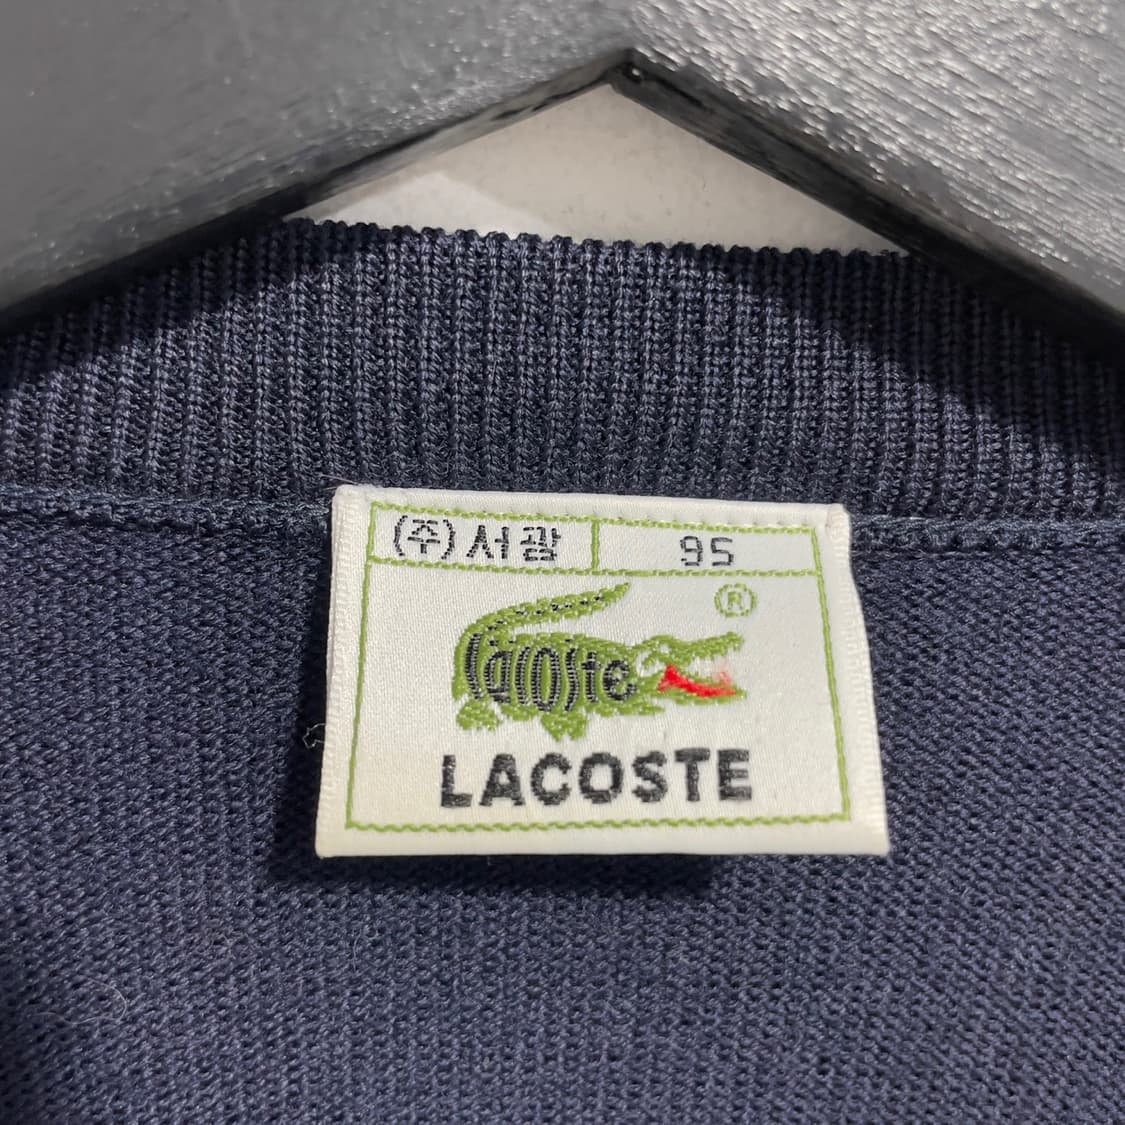 (주)서광 95
®
Lacoste
LACOSTE